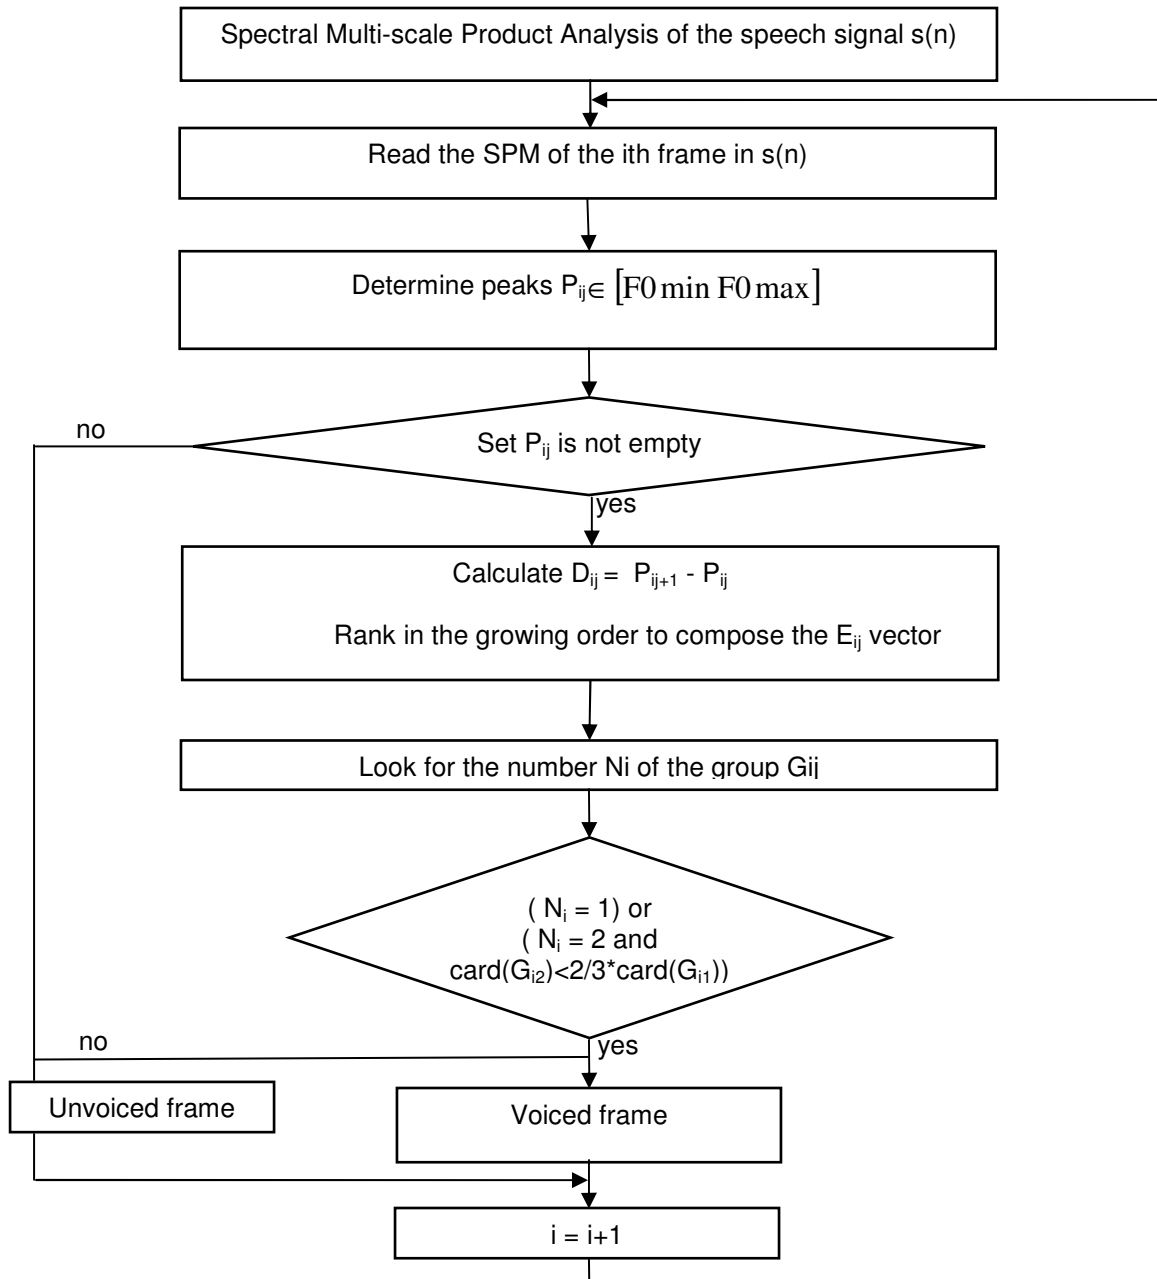 Spectral Multi-scale Product Analysis of the speech signal s(n)
Read the SPM of the ith frame in s(n)
Determine peaks Pij∈ [F0 min F0 max]
no
Set Pij is not empty
yes
Calculate Dij = Pij+1 - Pij
Rank in the growing order to compose the Eij vector
Look for the number Ni of the group Gij
( Ni = 1) or
( Ni = 2 and
card(Gi2)<2/3*card(Gi1))
no
yes
Unvoiced frame
Voiced frame
i = i+1